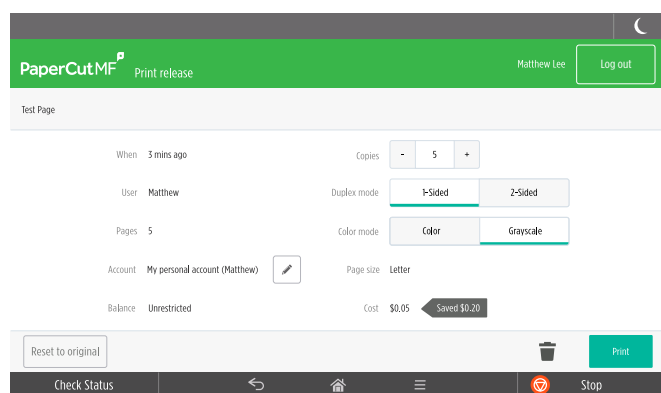 PaperCut MF P Print release Matthew Lee Log out
Test Page
When 3 mins ago Copies - 5 +
User Matthew Duplex mode 1-Sided 2-Sided
Pages 5 Color mode Color Grayscale
Account My personal account (Matthew) Page size Letter
Balance Unrestricted Cost $0.05 Saved $0.20
Reset to original Print
Check Status Stop